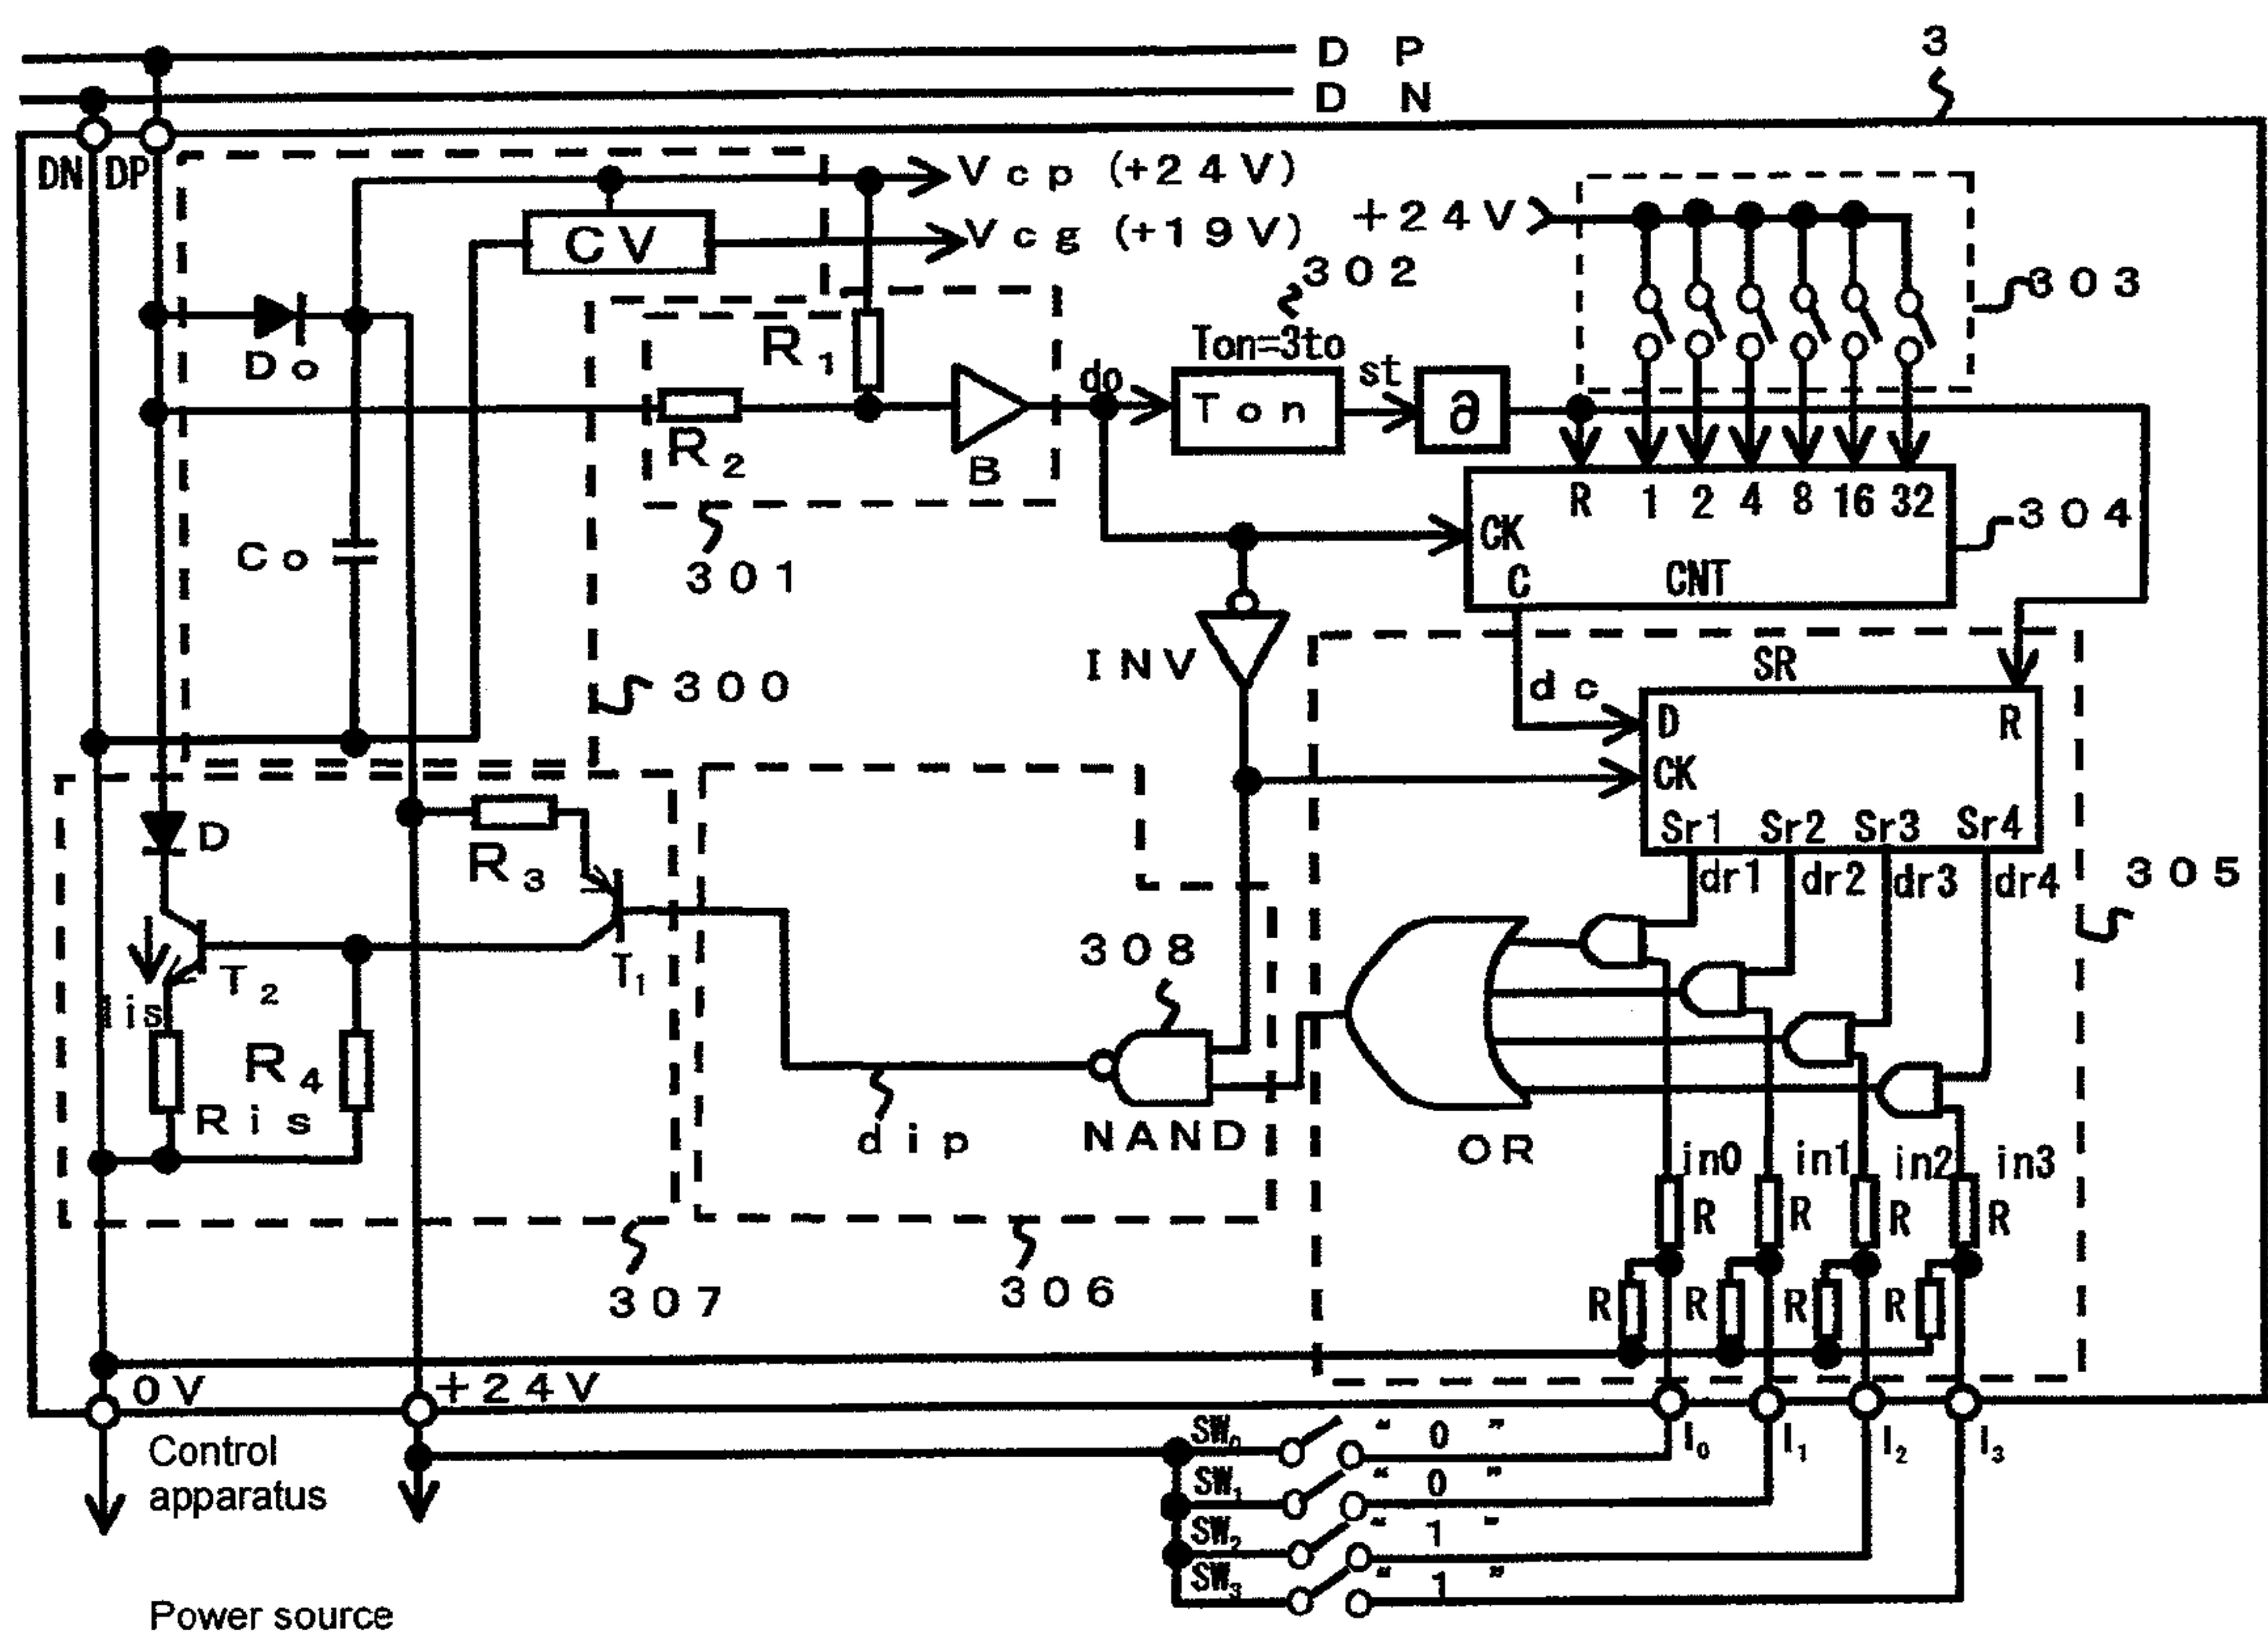 3
D P
D N
DN DP
Vcp (+24V)
Vcg (+19V)
CV
+24V
302
303
Do
R1
Ton=3to
do
Ton
st
∂
R2
B
301
R 1 2 4 8 16 32
CK
C
CNT
304
Co
INV
300
dc
SR
D
R
CK
Sr1 Sr2 Sr3 Sr4
dr1 dr2 dr3 dr4
305
D
R3
T1
T2
iis
R4
Ris
308
dip
NAND
OR
in0 in1 in2 in3
R R R R
R R R R
307
306
0V
+24V
Control
apparatus
Power source
SW0 “ 0 ”
SW1 “ 0 ”
SW2 “ 1 ”
SW3 “ 1 ”
I0 I1 I2 I3